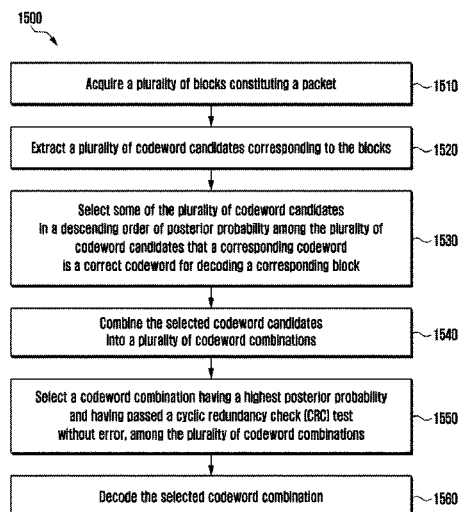 1500
Acquire a plurality of blocks constituting a packet
1510
Extract a plurality of codeword candidates corresponding to the blocks
1520
Select some of the plurality of codeword candidates
in a descending order of posterior probability among the plurality of
codeword candidates that a corresponding codeword
is a correct codeword for decoding a corresponding block
1530
Combine the selected codeword candidates
into a plurality of codeword combinations
1540
Select a codeword combination having a highest posterior probability
and having passed a cyclic redundancy check (CRC) test
without error, among the plurality of codeword combinations
1550
Decode the selected codeword combination
1560